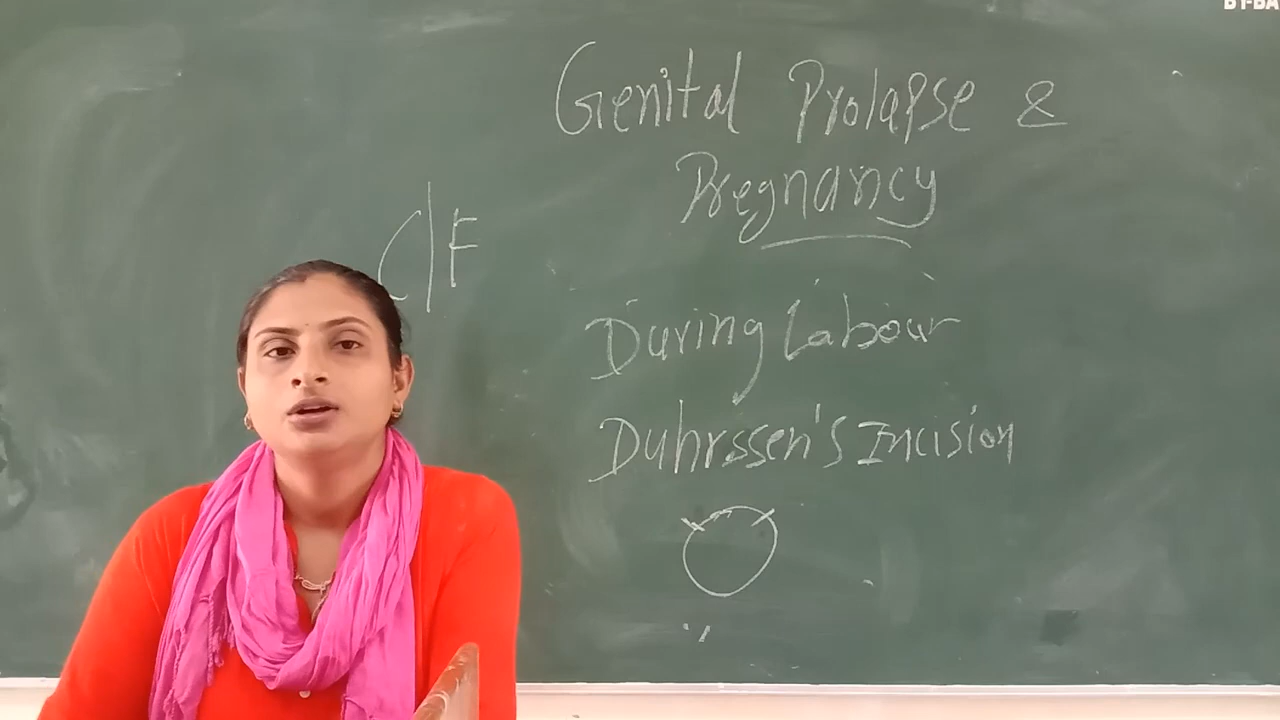 Genital Prolapse &
Pregnancy
C/F
During Labour
Duhrssen's Incision